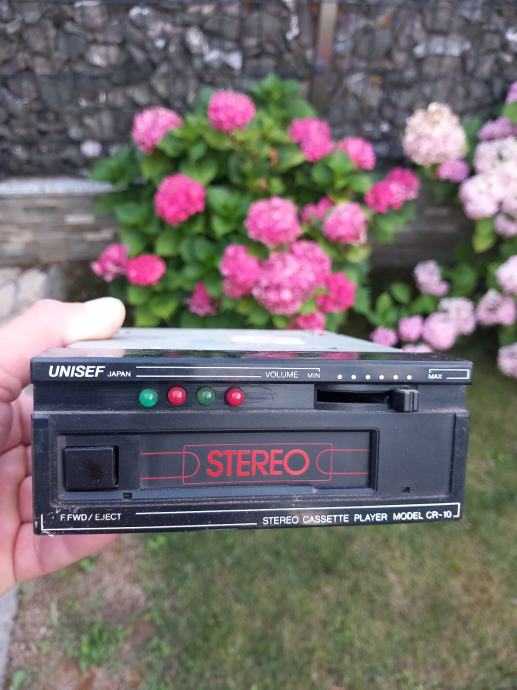 UNISEF JAPAN VOLUME MIN MAX
STEREO
F.FWD/EJECT STEREO CASSETTE PLAYER MODEL CR-10